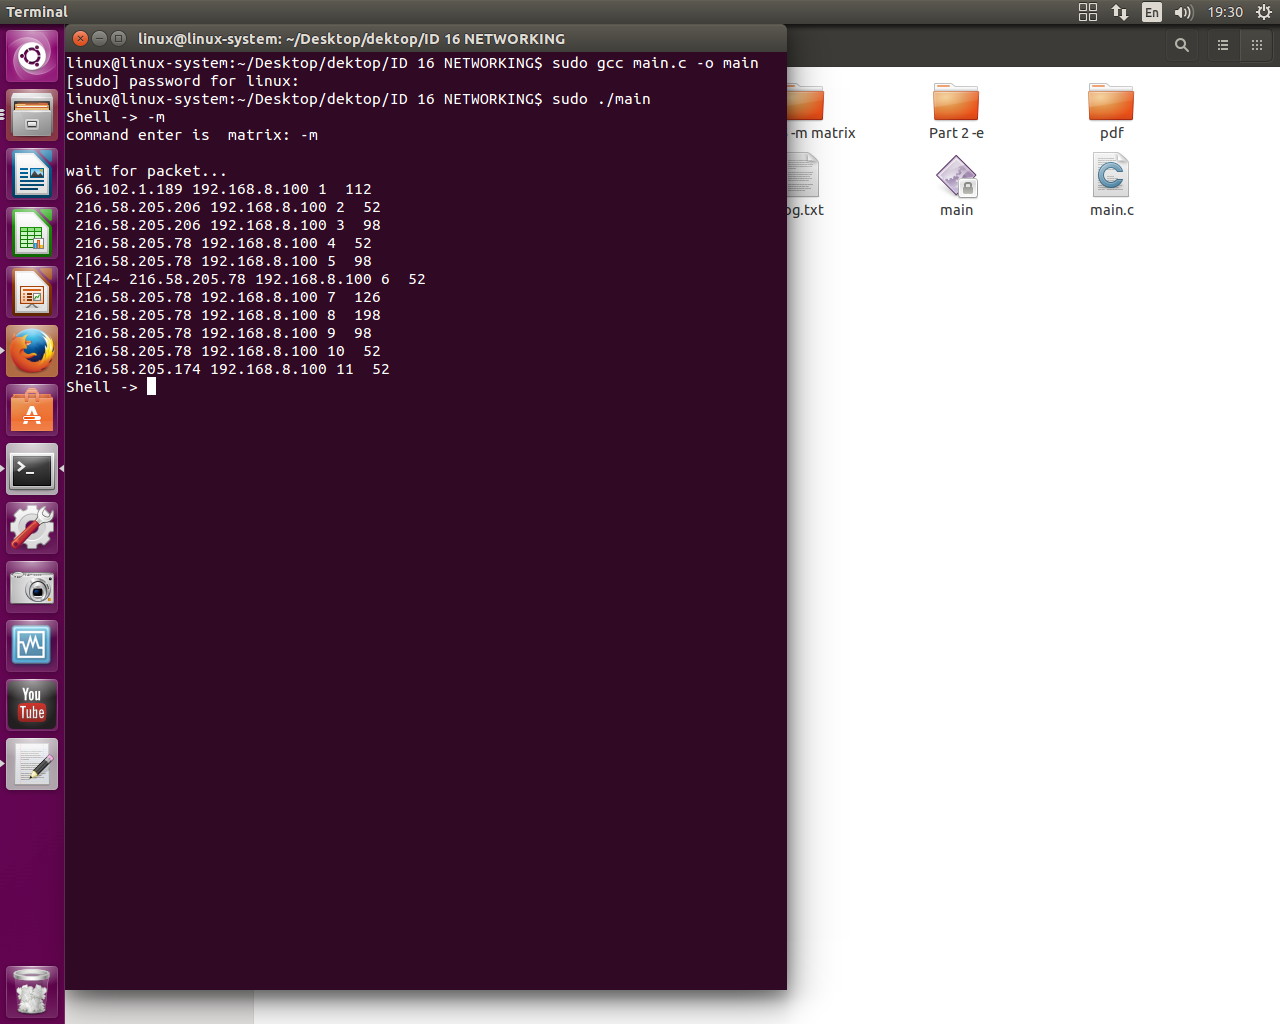 Terminal
En
19:30
linux@linux-system: ~/Desktop/dektop/ID 16 NETWORKING
linux@linux-system:~/Desktop/dektop/ID 16 NETWORKING$ sudo gcc main.c -o main
[sudo] password for linux:
linux@linux-system:~/Desktop/dektop/ID 16 NETWORKING$ sudo ./main
Shell -> -m
command enter is  matrix: -m
wait for packet...
66.102.1.189 192.168.8.100 1  112
216.58.205.206 192.168.8.100 2  52
216.58.205.206 192.168.8.100 3  98
216.58.205.78 192.168.8.100 4  52
216.58.205.78 192.168.8.100 5  98
^[[24~ 216.58.205.78 192.168.8.100 6  52
216.58.205.78 192.168.8.100 7  126
216.58.205.78 192.168.8.100 8  198
216.58.205.78 192.168.8.100 9  98
216.58.205.78 192.168.8.100 10  52
216.58.205.174 192.168.8.100 11  52
Shell ->
-m matrix
Part 2 -e
pdf
main
main.c
You
Tube